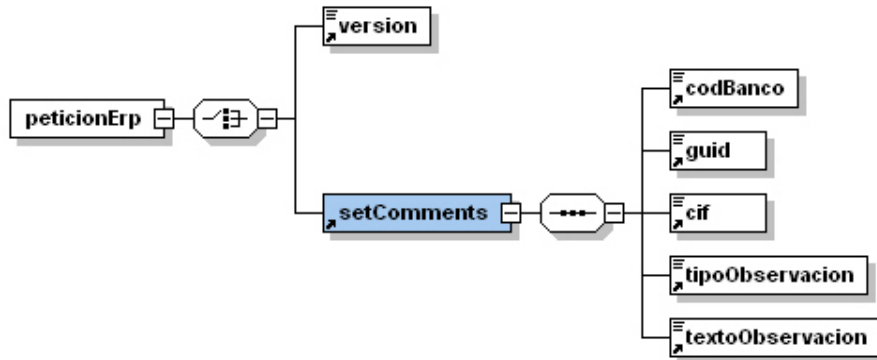 version
peticionErp
setComments
codBanco
guid
cif
tipoObservacion
textoObservacion